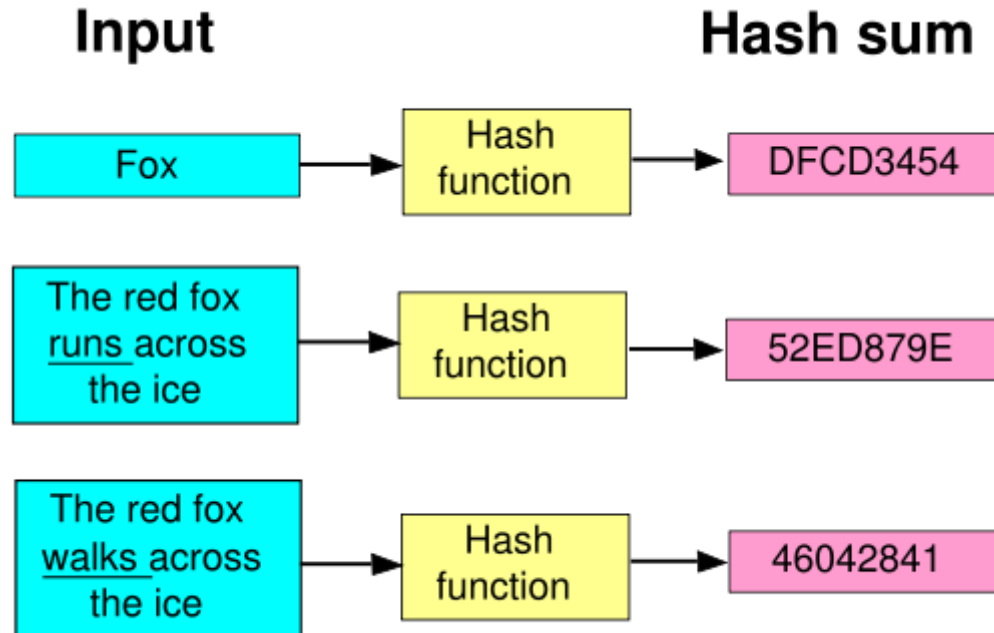 Input
Hash sum
Fox
Hash
function
DFCD3454
The red fox
runs across
the ice
Hash
function
52ED879E
The red fox
walks across
the ice
Hash
function
46042841